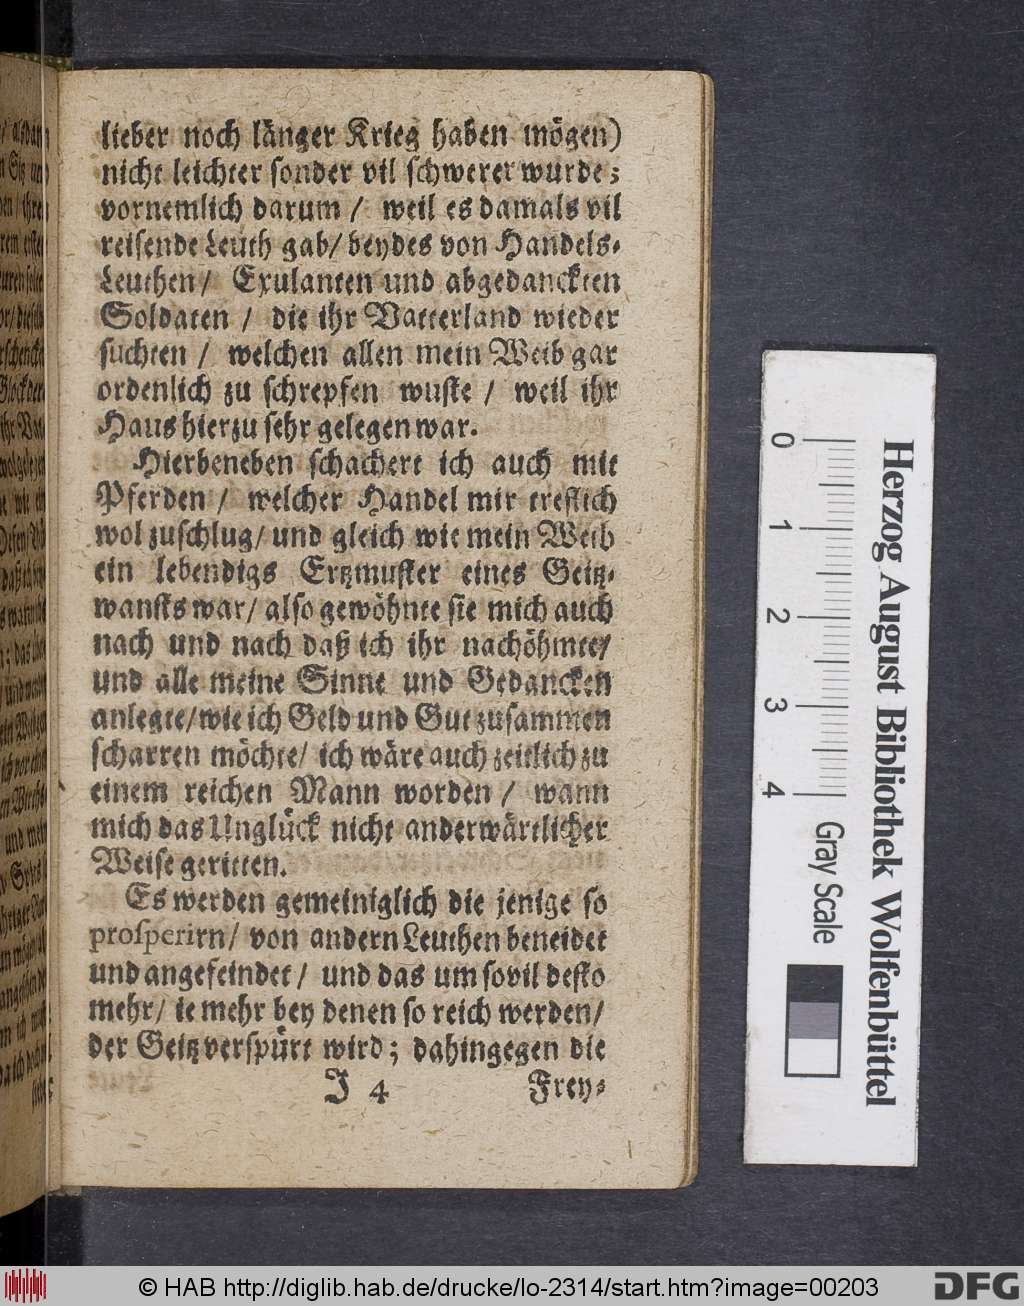 lieber noch länger Krieg haben mögen)
nicht leichter sonder vil schwerer wurde;
vornemlich darum / weil es damals vil
reisende Leuth gab/ beydes von Handels-
Leuthen / Exulanten und abgedanckten
Soldaten / die ihr Vatterland wieder
suchten / welchen allen mein Weib gar
ordenlich zu schrepfen wuste / weil ihr
Haus hierzu sehr gelegen war.
Hierbeneben schachert ich auch mit
Pferden / welcher Handel mir treflich
wol zuschlug/ und gleich wie mein Weib
ein lebendigs Ertzmuster eines Geitz-
wansts war/ also gewöhnte sie mich auch
nach und nach daß ich ihr nachöhmte/
und alle meine Sinne und Gedancken
anlegte/ wie ich Geld und Gut zusammen
scharren möchte/ ich wäre auch zeitlich zu
einem reichen Mann worden / wann
mich das Unglück nicht anderwärtlicher
Weise geritten.
Es werden gemeiniglich die jenige so
prosperirn/ von andern Leuthen beneidet
und angefeindet / und das um sovil desto
mehr/ ie mehr bey denen so reich werden/
der Geitz verspürt wird; dahingegen die
J 4 Frey-
Herzog August Bibliothek Wolfenbüttel
0 1 2 3 4 Gray Scale
© HAB http://diglib.hab.de/drucke/lo-2314/start.htm?image=00203
DFG